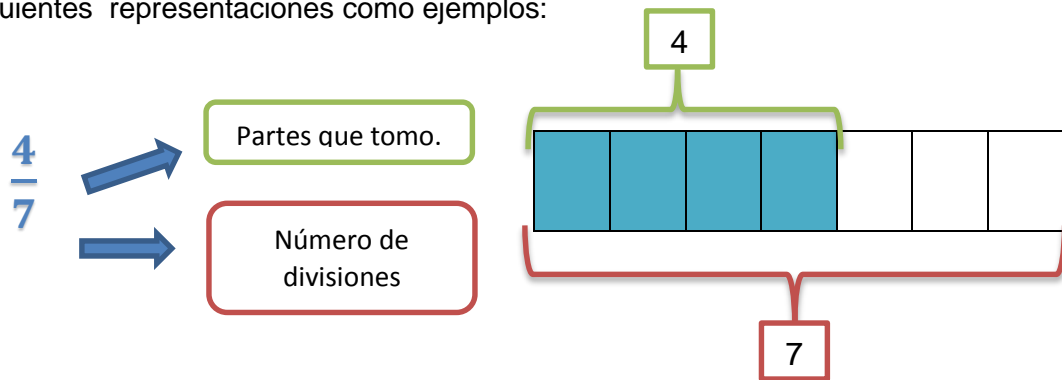 uientes representaciones como ejemplos:
4
4
7
Partes que tomo.
Número de
divisiones
7